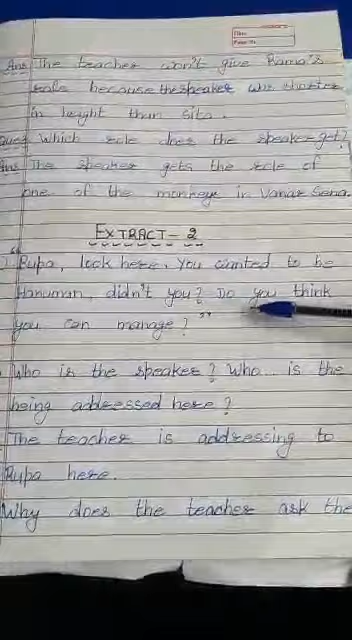 Ans The teacher won't give Rama's
role because the speaker was shorter
in height than sita.
Ques Which role does the speaker get?
Ans The speaker gets the role of
one of the monkeys in Vanar Sena.
EXTRACT - 2
1. "Rupa, look here. You wanted to be
Hanuman, didn't you? Do you think
you can manage?"
Who is the speaker? Who is the
being addressed here?
The teacher is addressing to
Rupa here.
Why does the teacher ask the